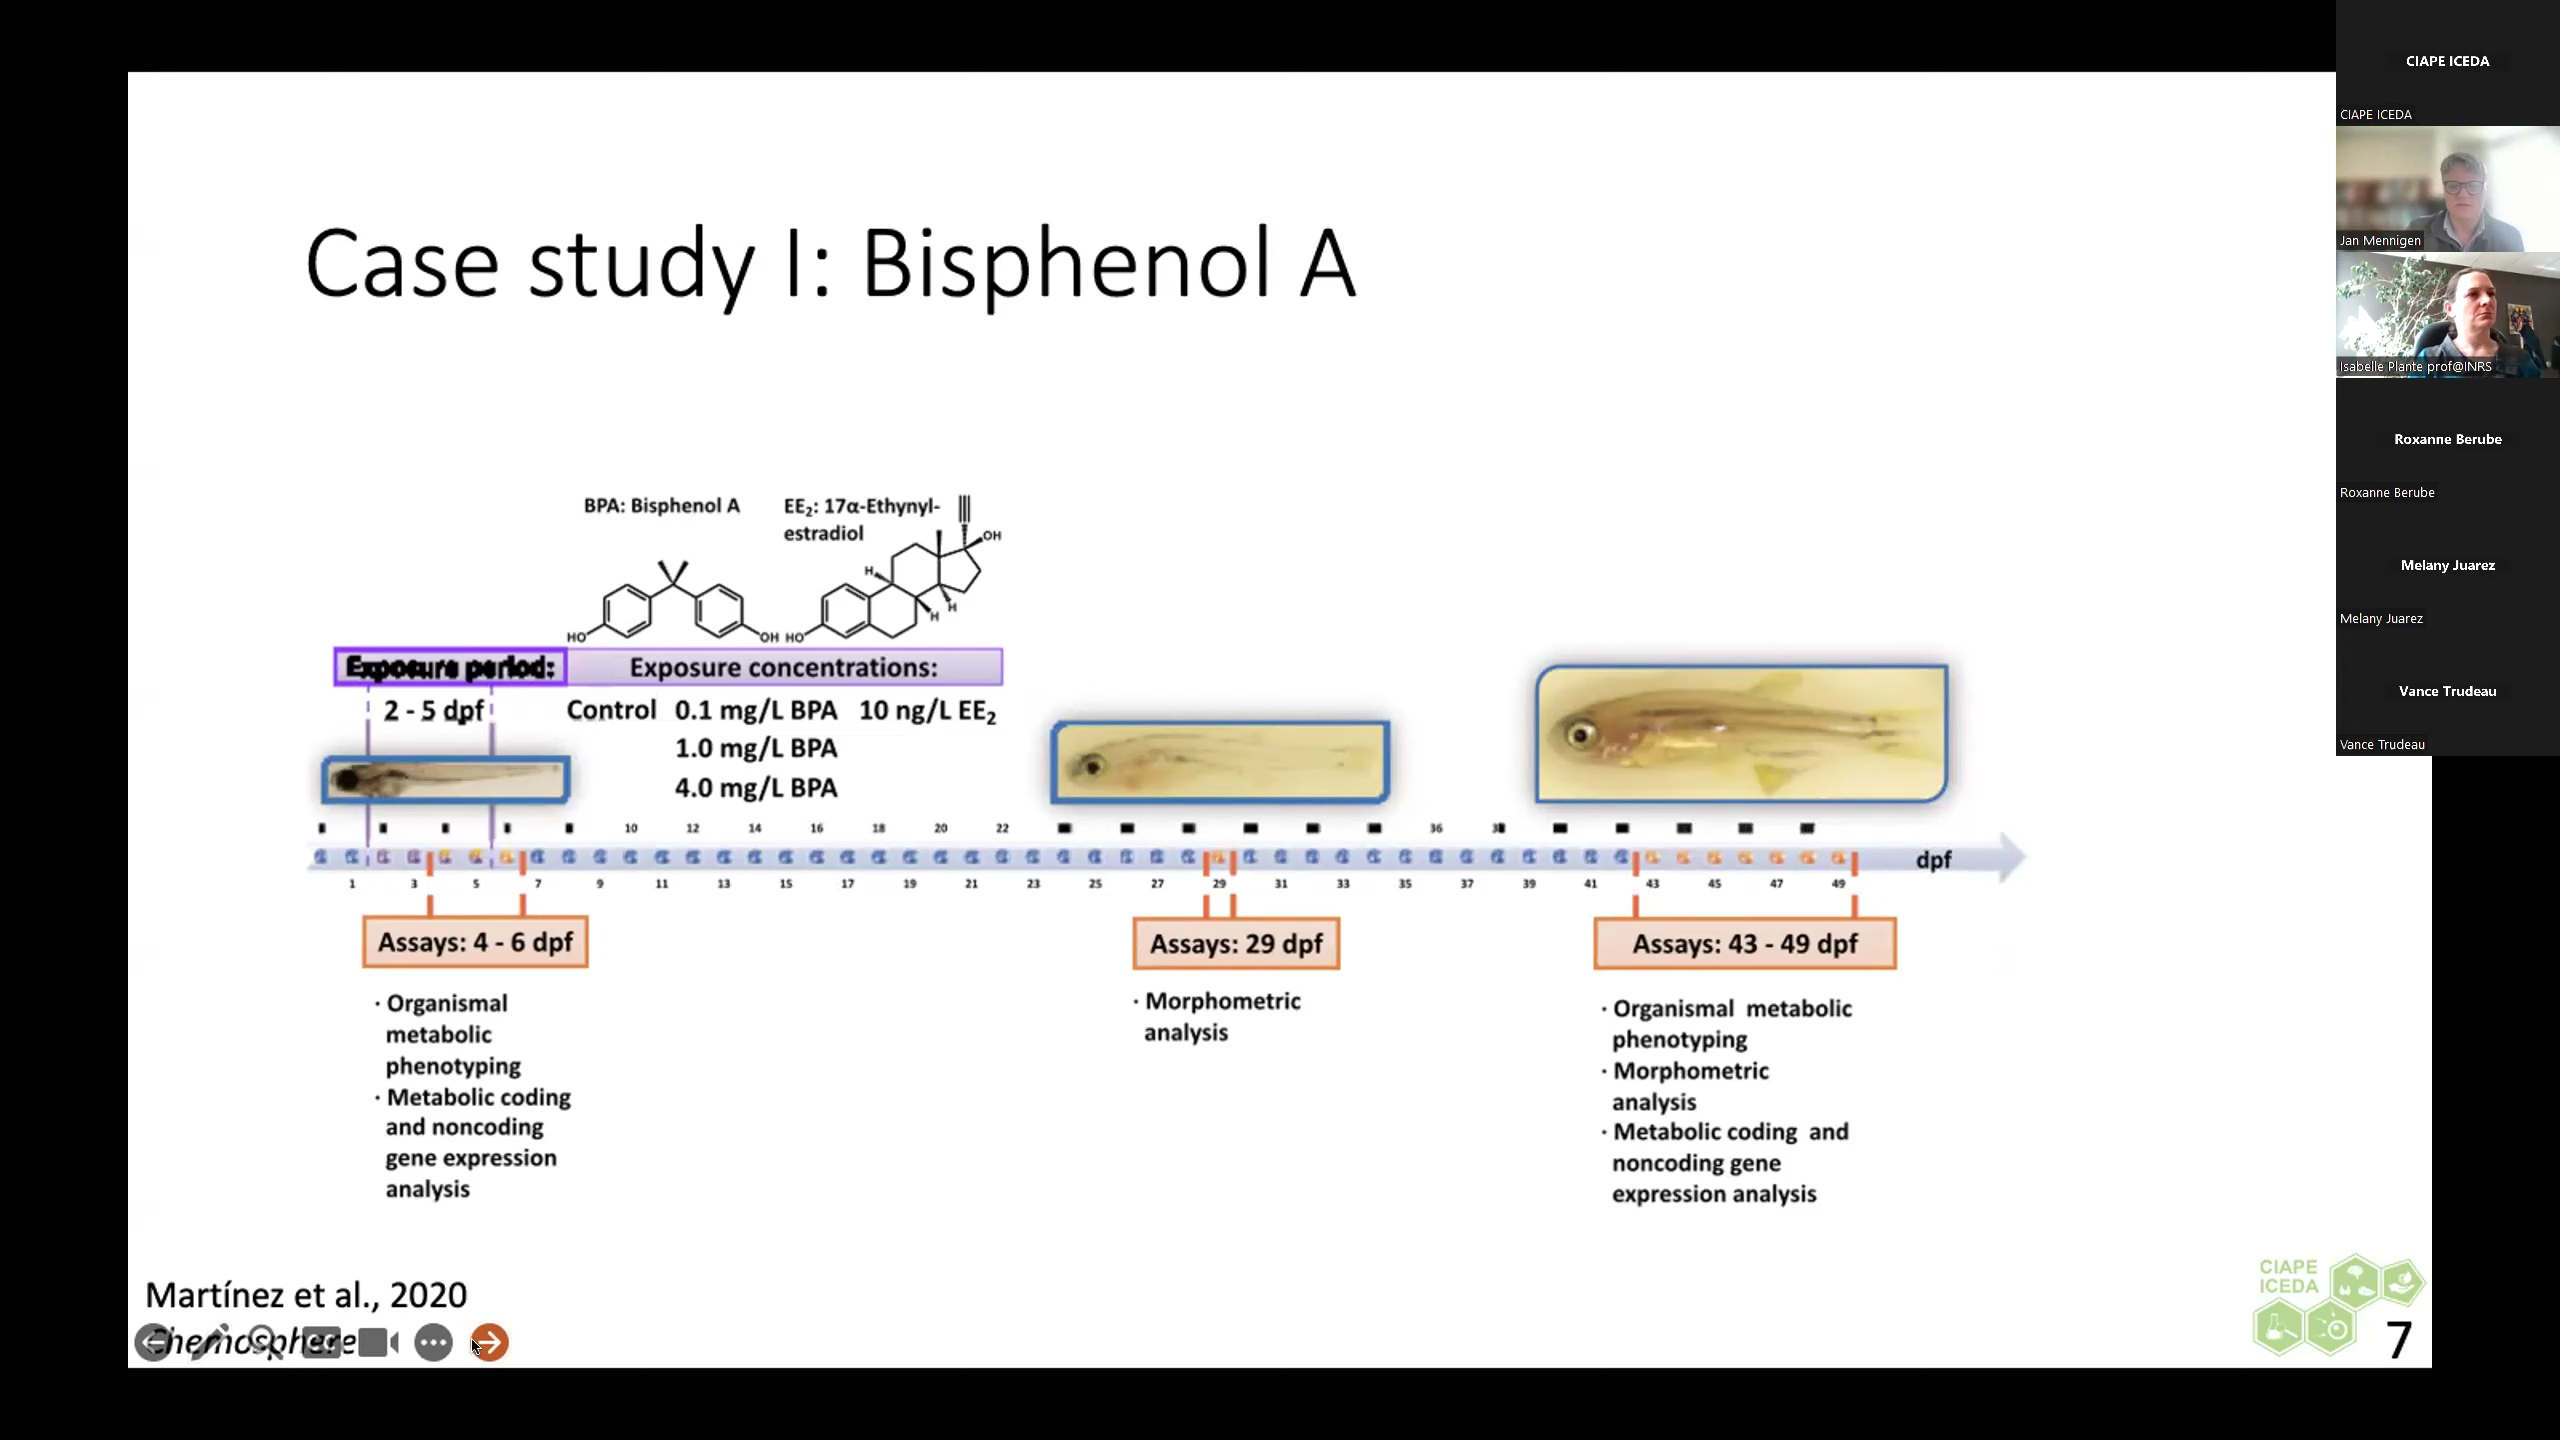 Case study I: Bisphenol A
BPA: Bisphenol A
EE₂: 17α-Ethynyl-
estradiol
OH
H
H
H
HO
OH
HO
Exposure period:
Exposure concentrations:
2 - 5 dpf
Control 0.1 mg/L BPA 10 ng/L EE₂
1.0 mg/L BPA
4.0 mg/L BPA
10 12 14 16 18 20 22 36
dpf
1 3 5 7 9 11 13 15 17 19 21 23 25 27 29 31 33 35 37 39 41 43 45 47 49
Assays: 4 - 6 dpf
· Organismal
metabolic
phenotyping
· Metabolic coding
and noncoding
gene expression
analysis
Assays: 29 dpf
· Morphometric
analysis
Assays: 43 - 49 dpf
· Organismal metabolic
phenotyping
· Morphometric
analysis
· Metabolic coding and
noncoding gene
expression analysis
Martínez et al., 2020
Chemosphere
CC
CIAPE
ICEDA
7
CIAPE ICEDA
CIAPE ICEDA
Jan Mennigen
Isabelle Plante prof@INRS
Roxanne Berube
Roxanne Berube
Melany Juarez
Melany Juarez
Vance Trudeau
Vance Trudeau